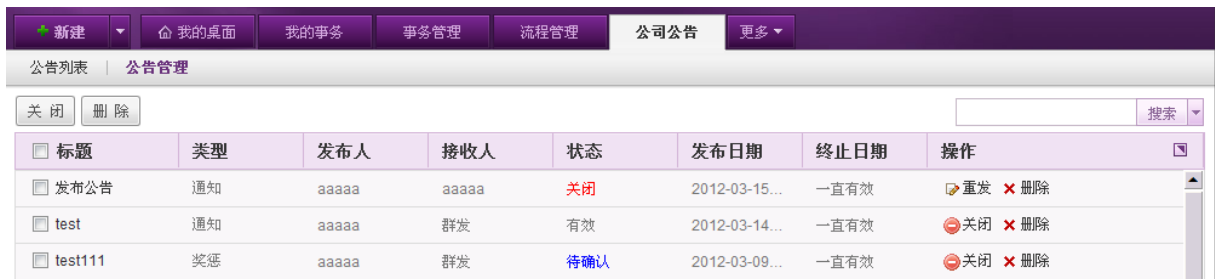 新建 我的桌面 我的事务 事务管理 流程管理 公司公告 更多
公告列表 公告管理
关 闭 删 除 搜索
标题 类型 发布人 接收人 状态 发布日期 终止日期 操作
发布公告 通知 aaaaa aaaaa 关闭 2012-03-15... 一直有效 重发 删除
test 通知 aaaaa 群发 有效 2012-03-14... 一直有效 关闭 删除
test111 奖惩 aaaaa 群发 待确认 2012-03-09... 一直有效 关闭 删除